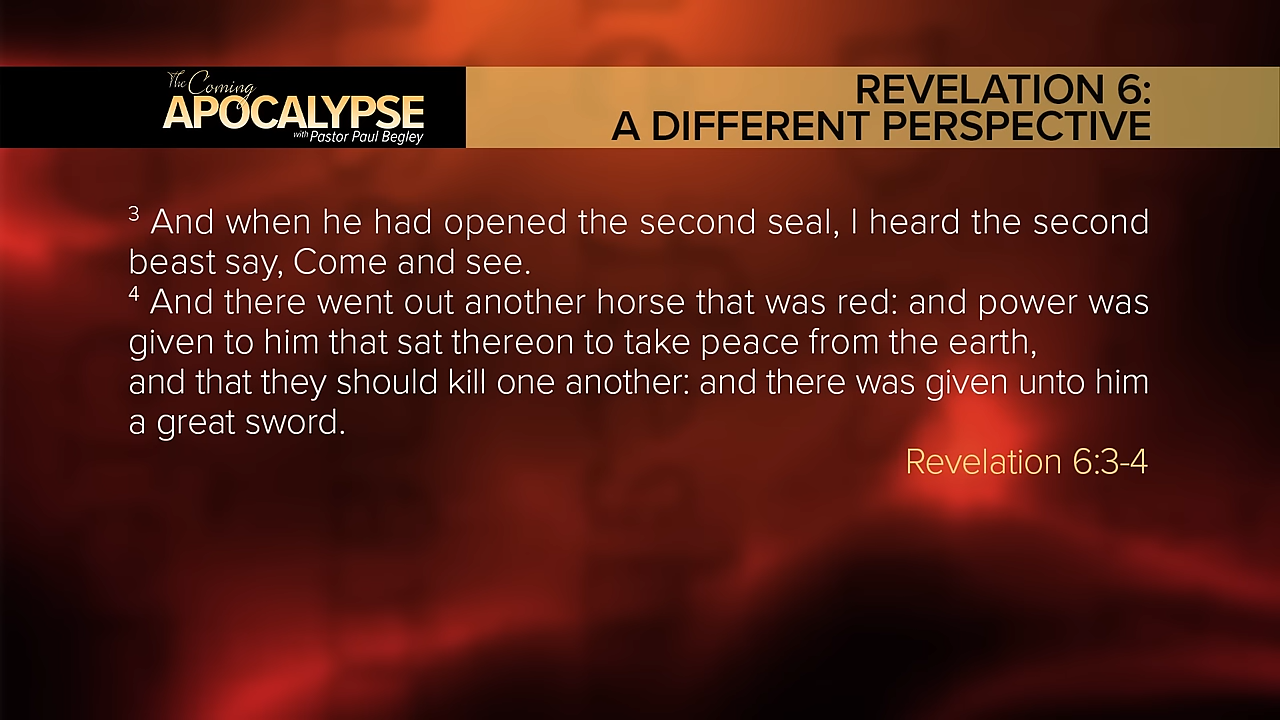 The Coming
APOCALYPSE
with Pastor Paul Begley
REVELATION 6:
A DIFFERENT PERSPECTIVE
3 And when he had opened the second seal, I heard the second
beast say, Come and see.
4 And there went out another horse that was red: and power was
given to him that sat thereon to take peace from the earth,
and that they should kill one another: and there was given unto him
a great sword.
Revelation 6:3-4